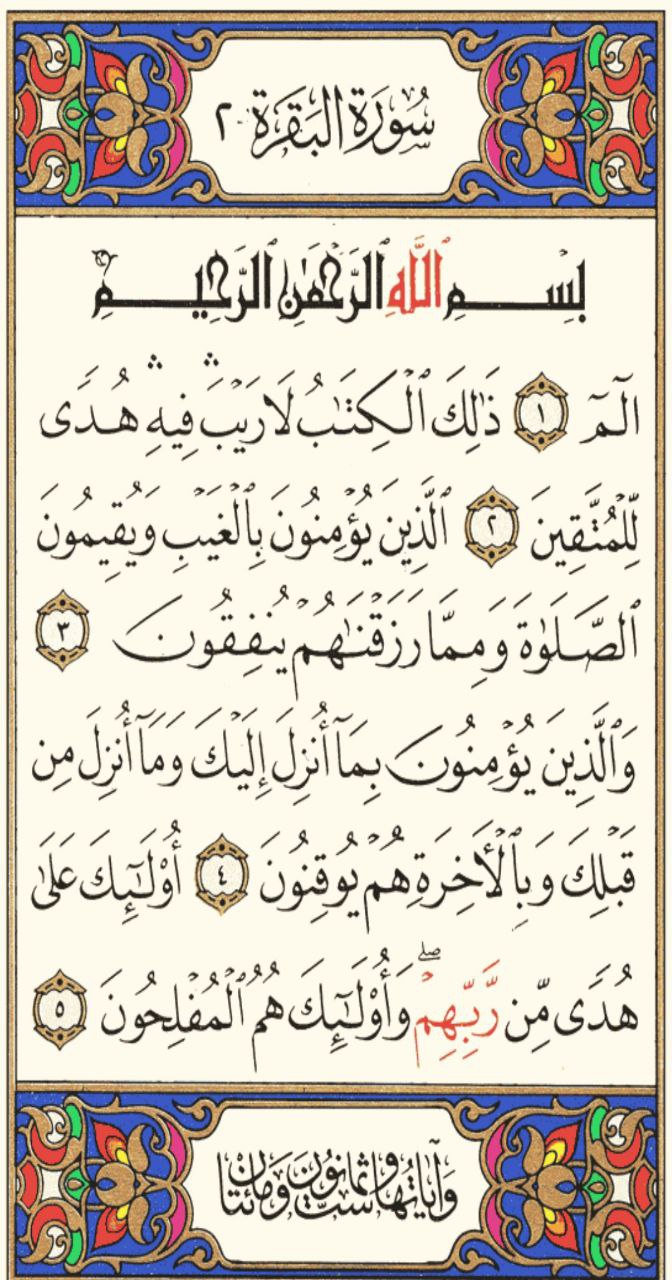 سُورَةُ البَقَرَةِ ٢
بِسْمِ ٱللَّهِ ٱلرَّحْمَٰنِ ٱلرَّحِيمِ
الٓمٓ ١ ذَٰلِكَ ٱلْكِتَٰبُ لَا رَيْبَ ۛ فِيهِ ۛ هُدًى
لِّلْمُتَّقِينَ ٢ ٱلَّذِينَ يُؤْمِنُونَ بِٱلْغَيْبِ وَيُقِيمُونَ
ٱلصَّلَوٰةَ وَمِمَّا رَزَقْنَٰهُمْ يُنفِقُونَ ٣
وَٱلَّذِينَ يُؤْمِنُونَ بِمَآ أُنزِلَ إِلَيْكَ وَمَآ أُنزِلَ مِن
قَبْلِكَ وَبِٱلْأَخِرَةِ هُمْ يُوقِنُونَ ٤ أُوْلَٰٓئِكَ عَلَىٰ
هُدًى مِّن رَّبِّهِمْ ۖ وَأُوْلَٰٓئِكَ هُمُ ٱلْمُفْلِحُونَ ٥
وَآيَاتُهَا سِتٌّ وَثَمَانُونَ وَمَائَتَانِ